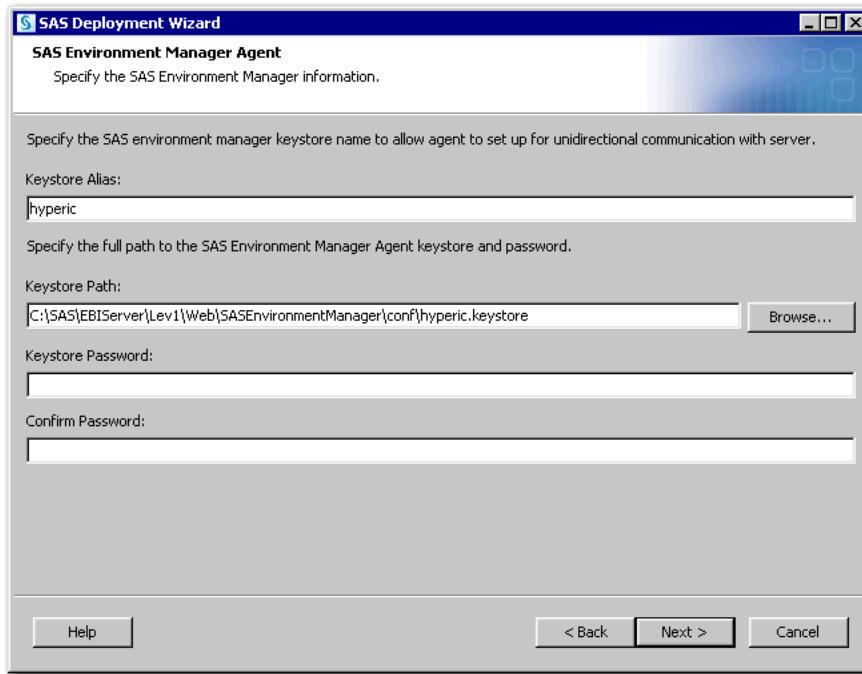 SAS Deployment Wizard
SAS Environment Manager Agent
Specify the SAS Environment Manager information.
Specify the SAS environment manager keystore name to allow agent to set up for unidirectional communication with server.
Keystore Alias:
hyperic
Specify the full path to the SAS Environment Manager Agent keystore and password.
Keystore Path:
C:\SAS\EBIServer\Lev1\Web\SASEnvironmentManager\conf\hyperic.keystore
Browse...
Keystore Password:
Confirm Password:
Help
< Back
Next >
Cancel